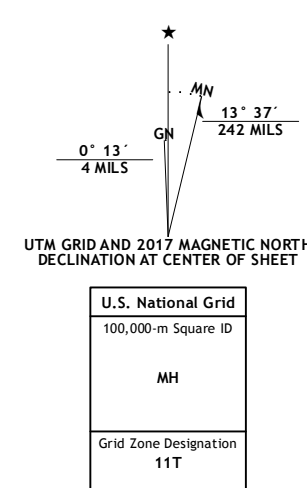 MN
13° 37´
242 MILS
GN
0° 13´
4 MILS
UTM GRID AND 2017 MAGNETIC NORTH
DECLINATION AT CENTER OF SHEET
U.S. National Grid
100,000-m Square ID
MH
Grid Zone Designation
11T